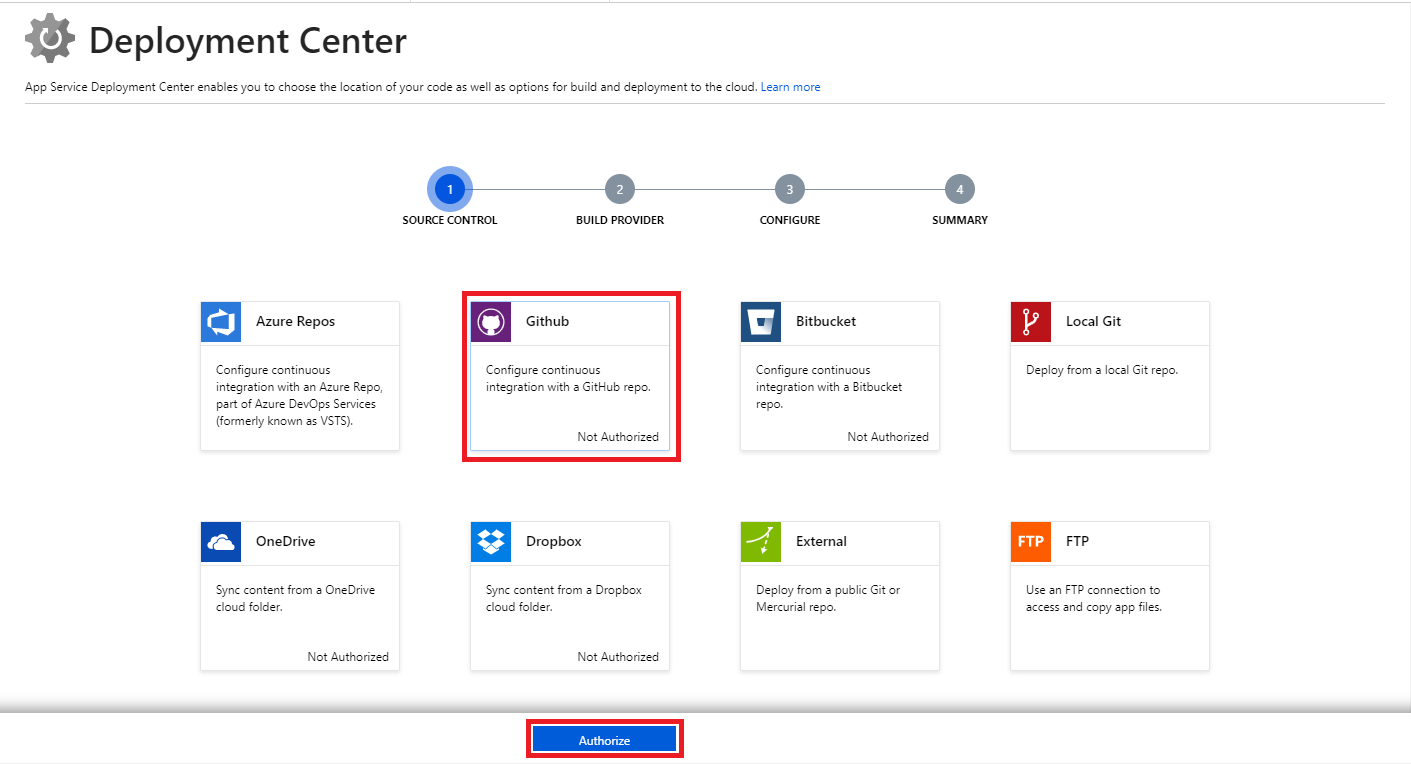 Deployment Center
App Service Deployment Center enables you to choose the location of your code as well as options for build and deployment to the cloud. Learn more
1
2
3
4
SOURCE CONTROL
BUILD PROVIDER
CONFIGURE
SUMMARY
Azure Repos
Configure continuous
integration with an Azure Repo,
part of Azure DevOps Services
(formerly known as VSTS).
Github
Configure continuous
integration with a GitHub repo.
Not Authorized
Bitbucket
Configure continuous
integration with a Bitbucket
repo.
Not Authorized
Local Git
Deploy from a local Git repo.
OneDrive
Sync content from a OneDrive
cloud folder.
Not Authorized
Dropbox
Sync content from a Dropbox
cloud folder.
Not Authorized
External
Deploy from a public Git or
Mercurial repo.
FTP
FTP
Use an FTP connection to
access and copy app files.
Authorize